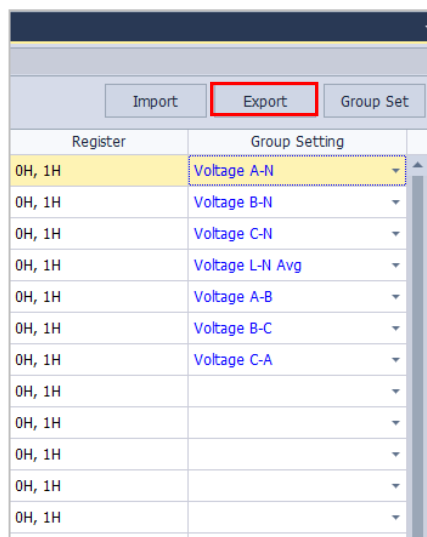 Import Export Group Set
Register Group Setting
0H, 1H Voltage A-N
0H, 1H Voltage B-N
0H, 1H Voltage C-N
0H, 1H Voltage L-N Avg
0H, 1H Voltage A-B
0H, 1H Voltage B-C
0H, 1H Voltage C-A
0H, 1H
0H, 1H
0H, 1H
0H, 1H
0H, 1H